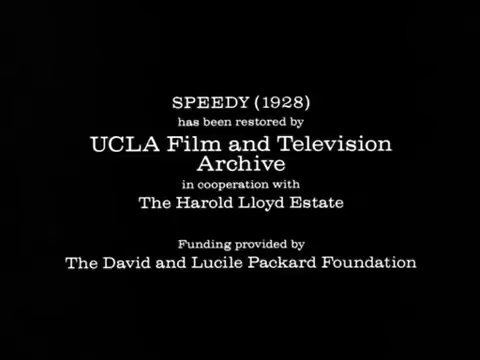 SPEEDY (1928)
has been restored by
UCLA Film and Television
Archive
in cooperation with
The Harold Lloyd Estate
Funding provided by
The David and Lucile Packard Foundation